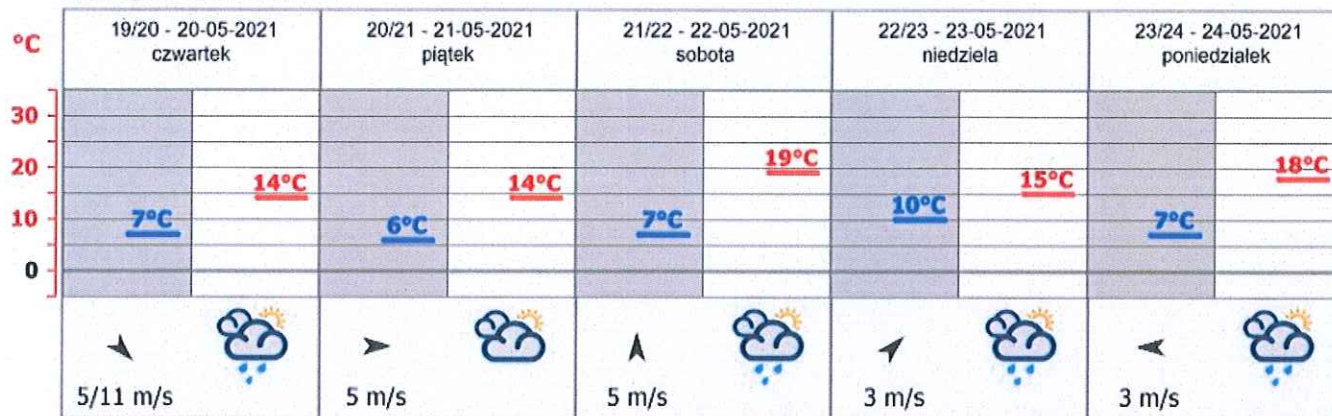 °C
19/20 - 20-05-2021
czwartek
20/21 - 21-05-2021
piątek
21/22 - 22-05-2021
sobota
22/23 - 23-05-2021
niedziela
23/24 - 24-05-2021
poniedziałek
30
20
10
0
7°C
14°C
6°C
14°C
7°C
19°C
10°C
15°C
7°C
18°C
5/11 m/s
5 m/s
5 m/s
3 m/s
3 m/s